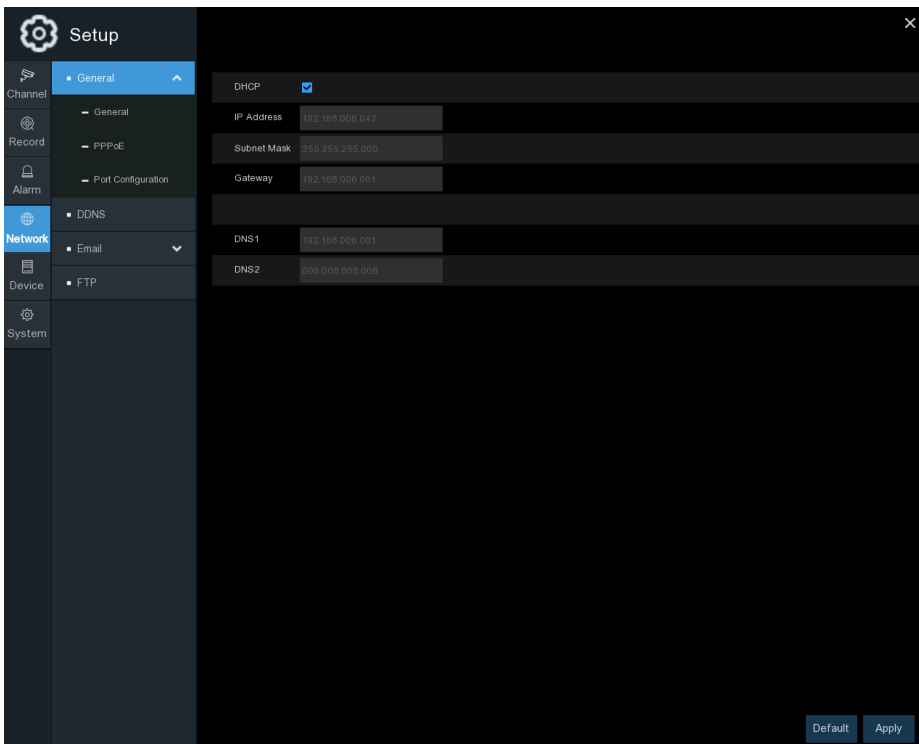 Setup
Channel
Record
Alarm
Network
Device
System
General
General
PPPoE
Port Configuration
DDNS
Email
FTP
DHCP
IP Address 192.168.006.042
Subnet Mask 255.255.255.000
Gateway 192.168.006.001
DNS1 192.168.006.001
DNS2 008.008.008.008
Default Apply